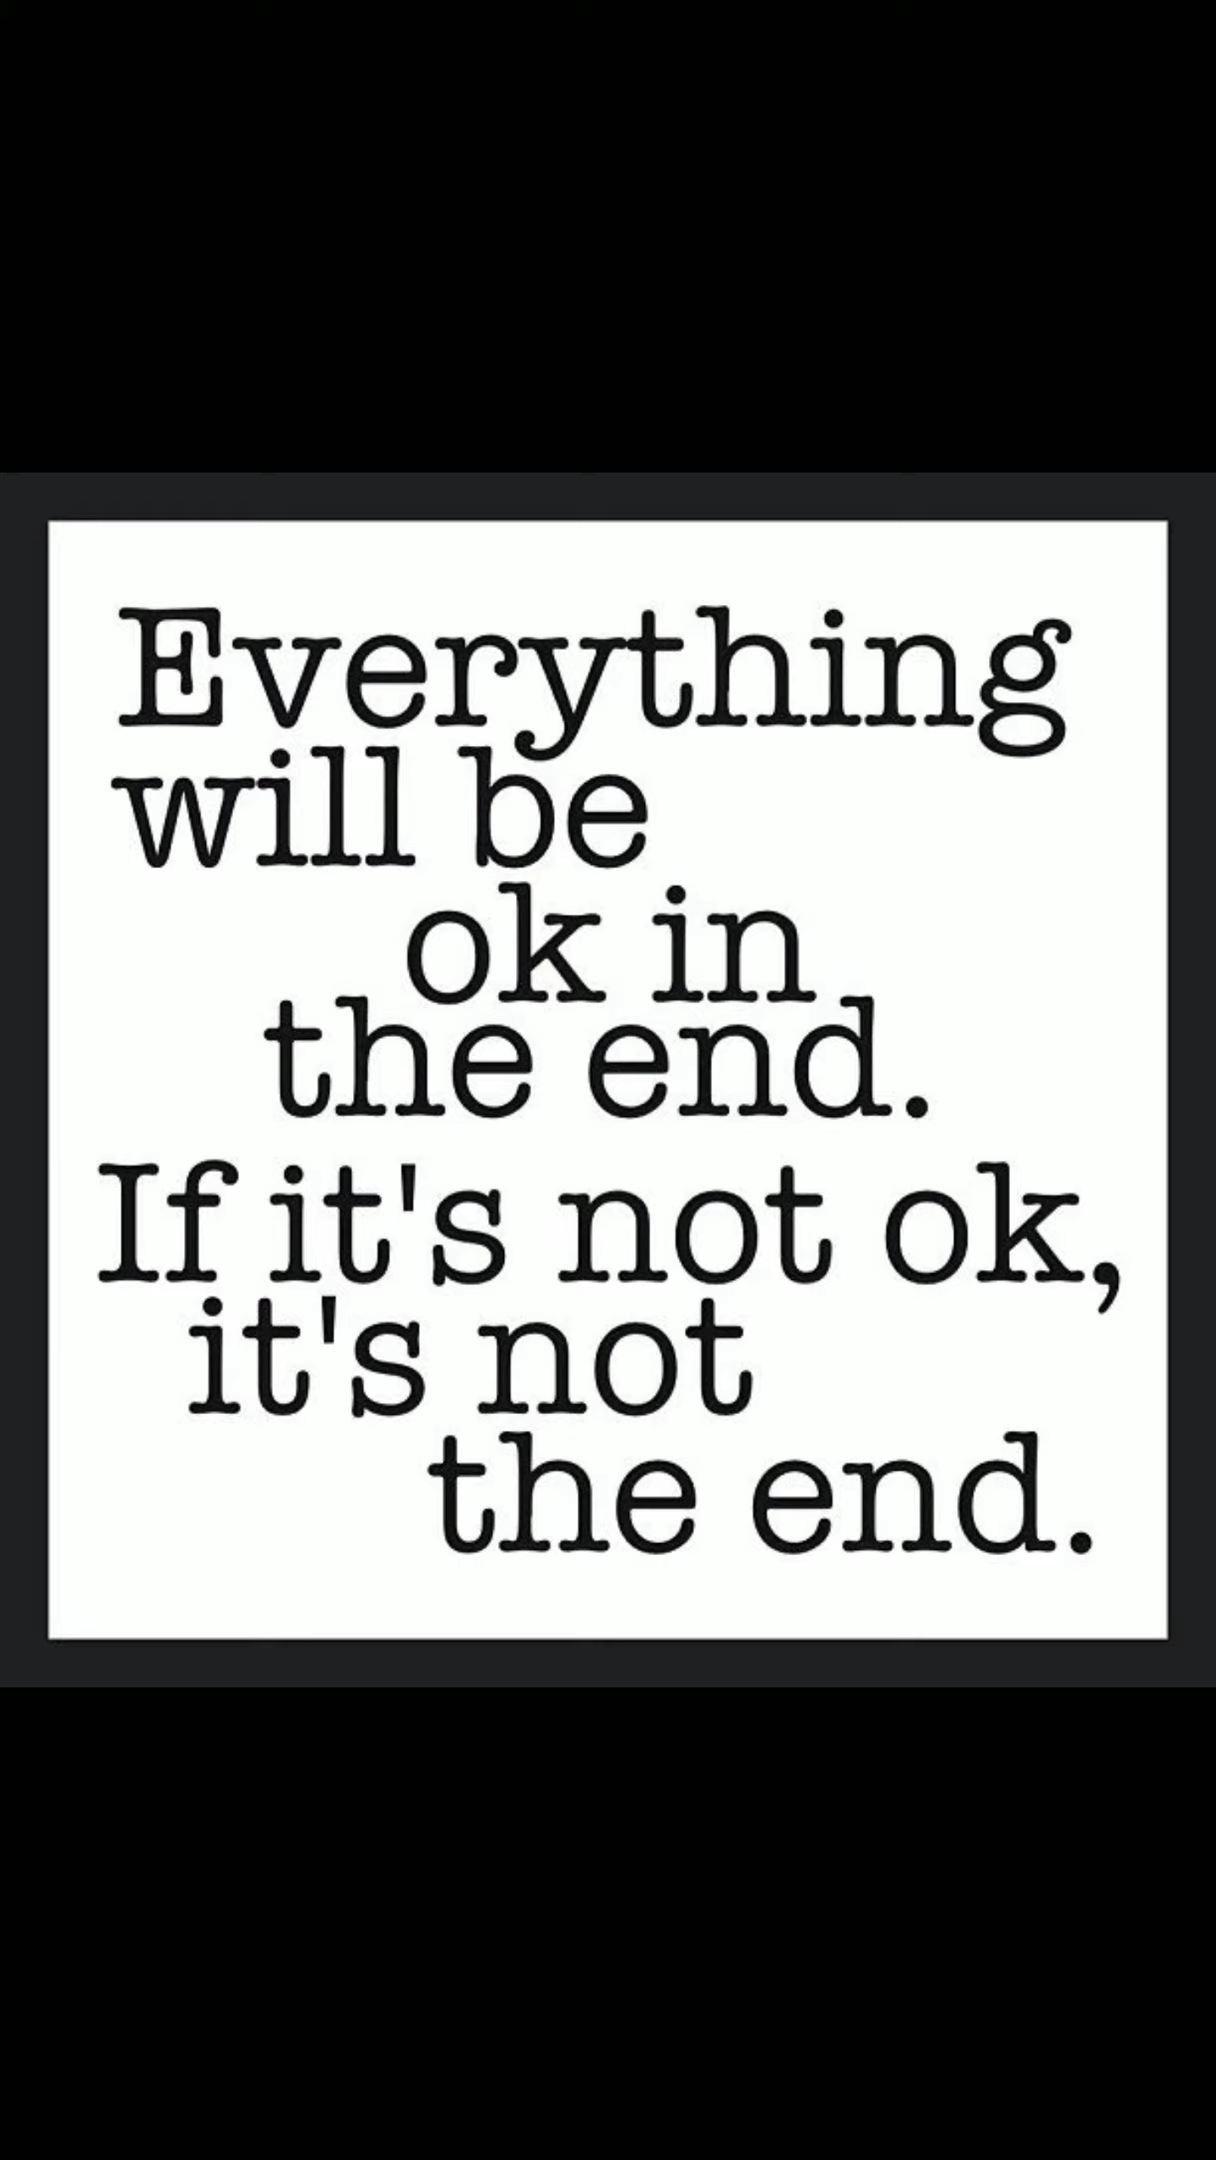 Everything
will be
ok in
the end.
If it's not ok,
it's not
the end.